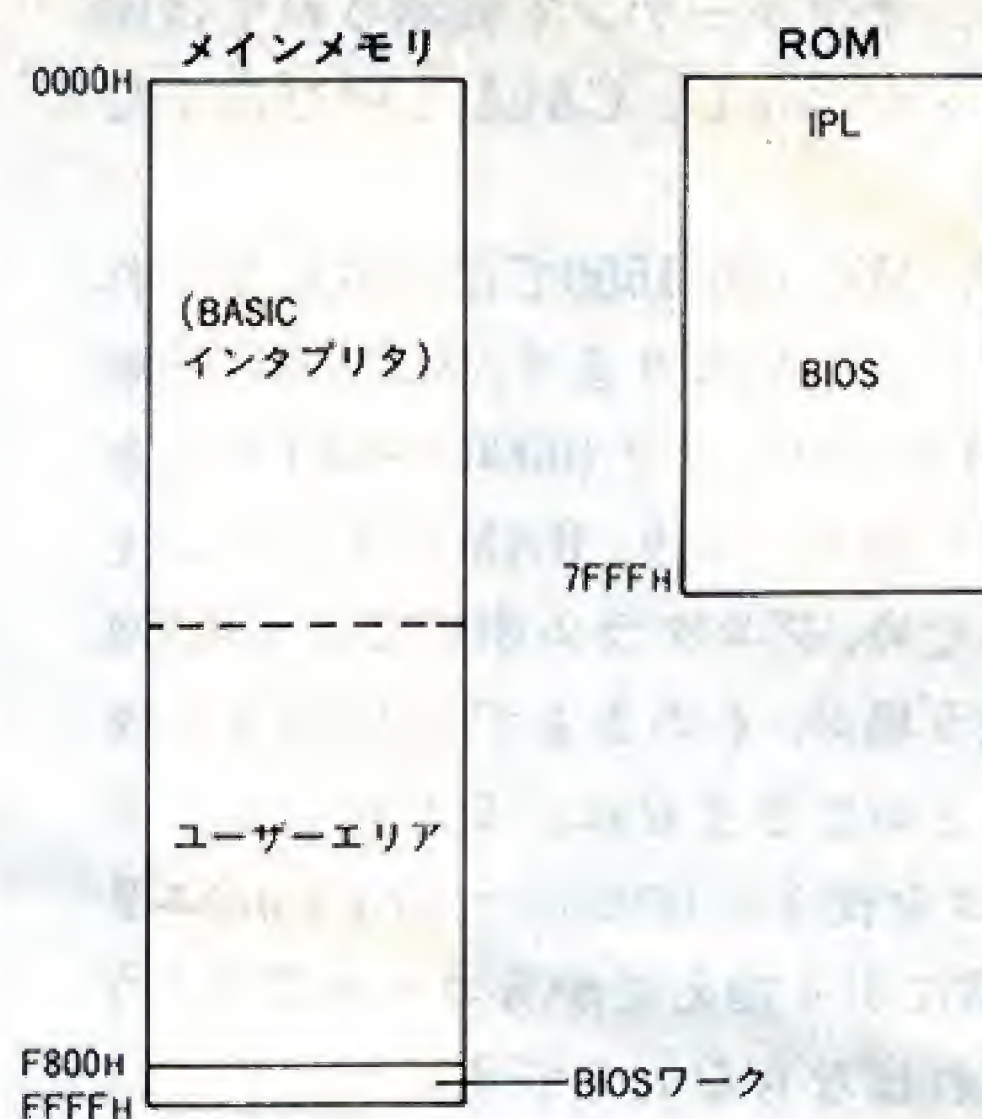 メインメモリ
0000H
(BASIC
インタプリタ)
ユーザーエリア
F800H
FFFFH
BIOSワーク
ROM
IPL
BIOS
7FFFH